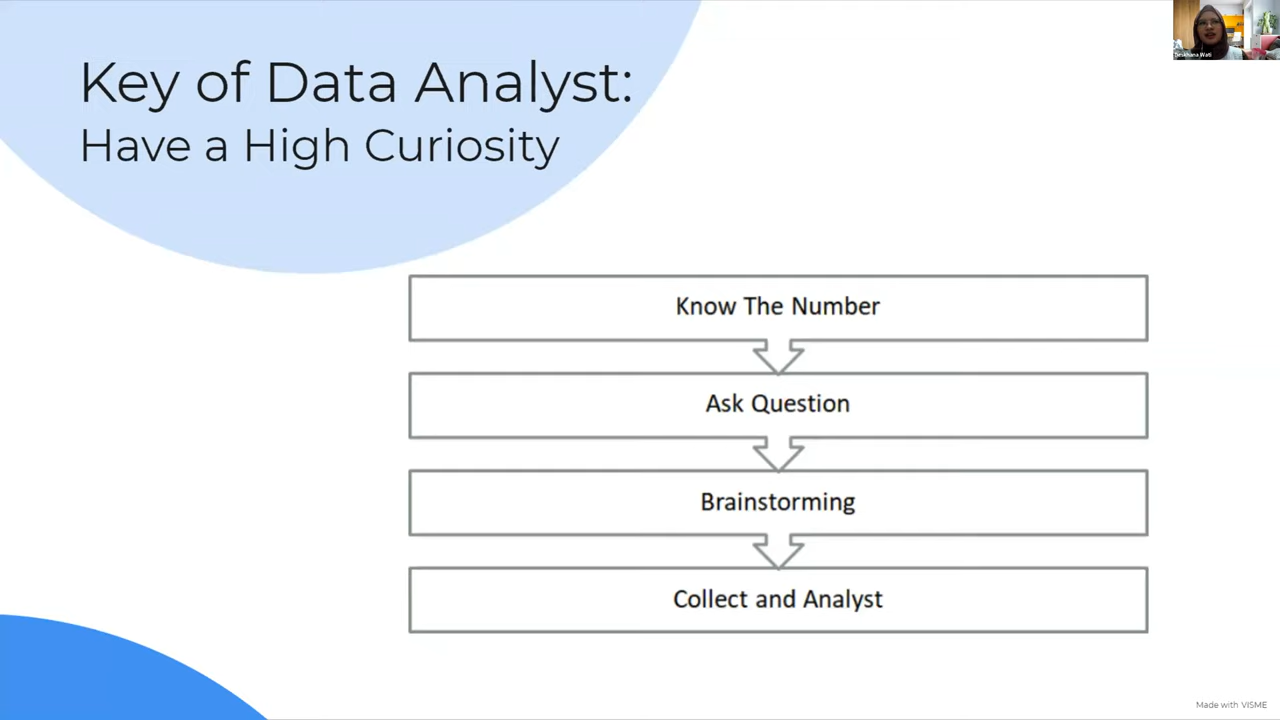 Key of Data Analyst:
Have a High Curiosity
Know The Number
Ask Question
Brainstorming
Collect and Analyst
Made with VISME